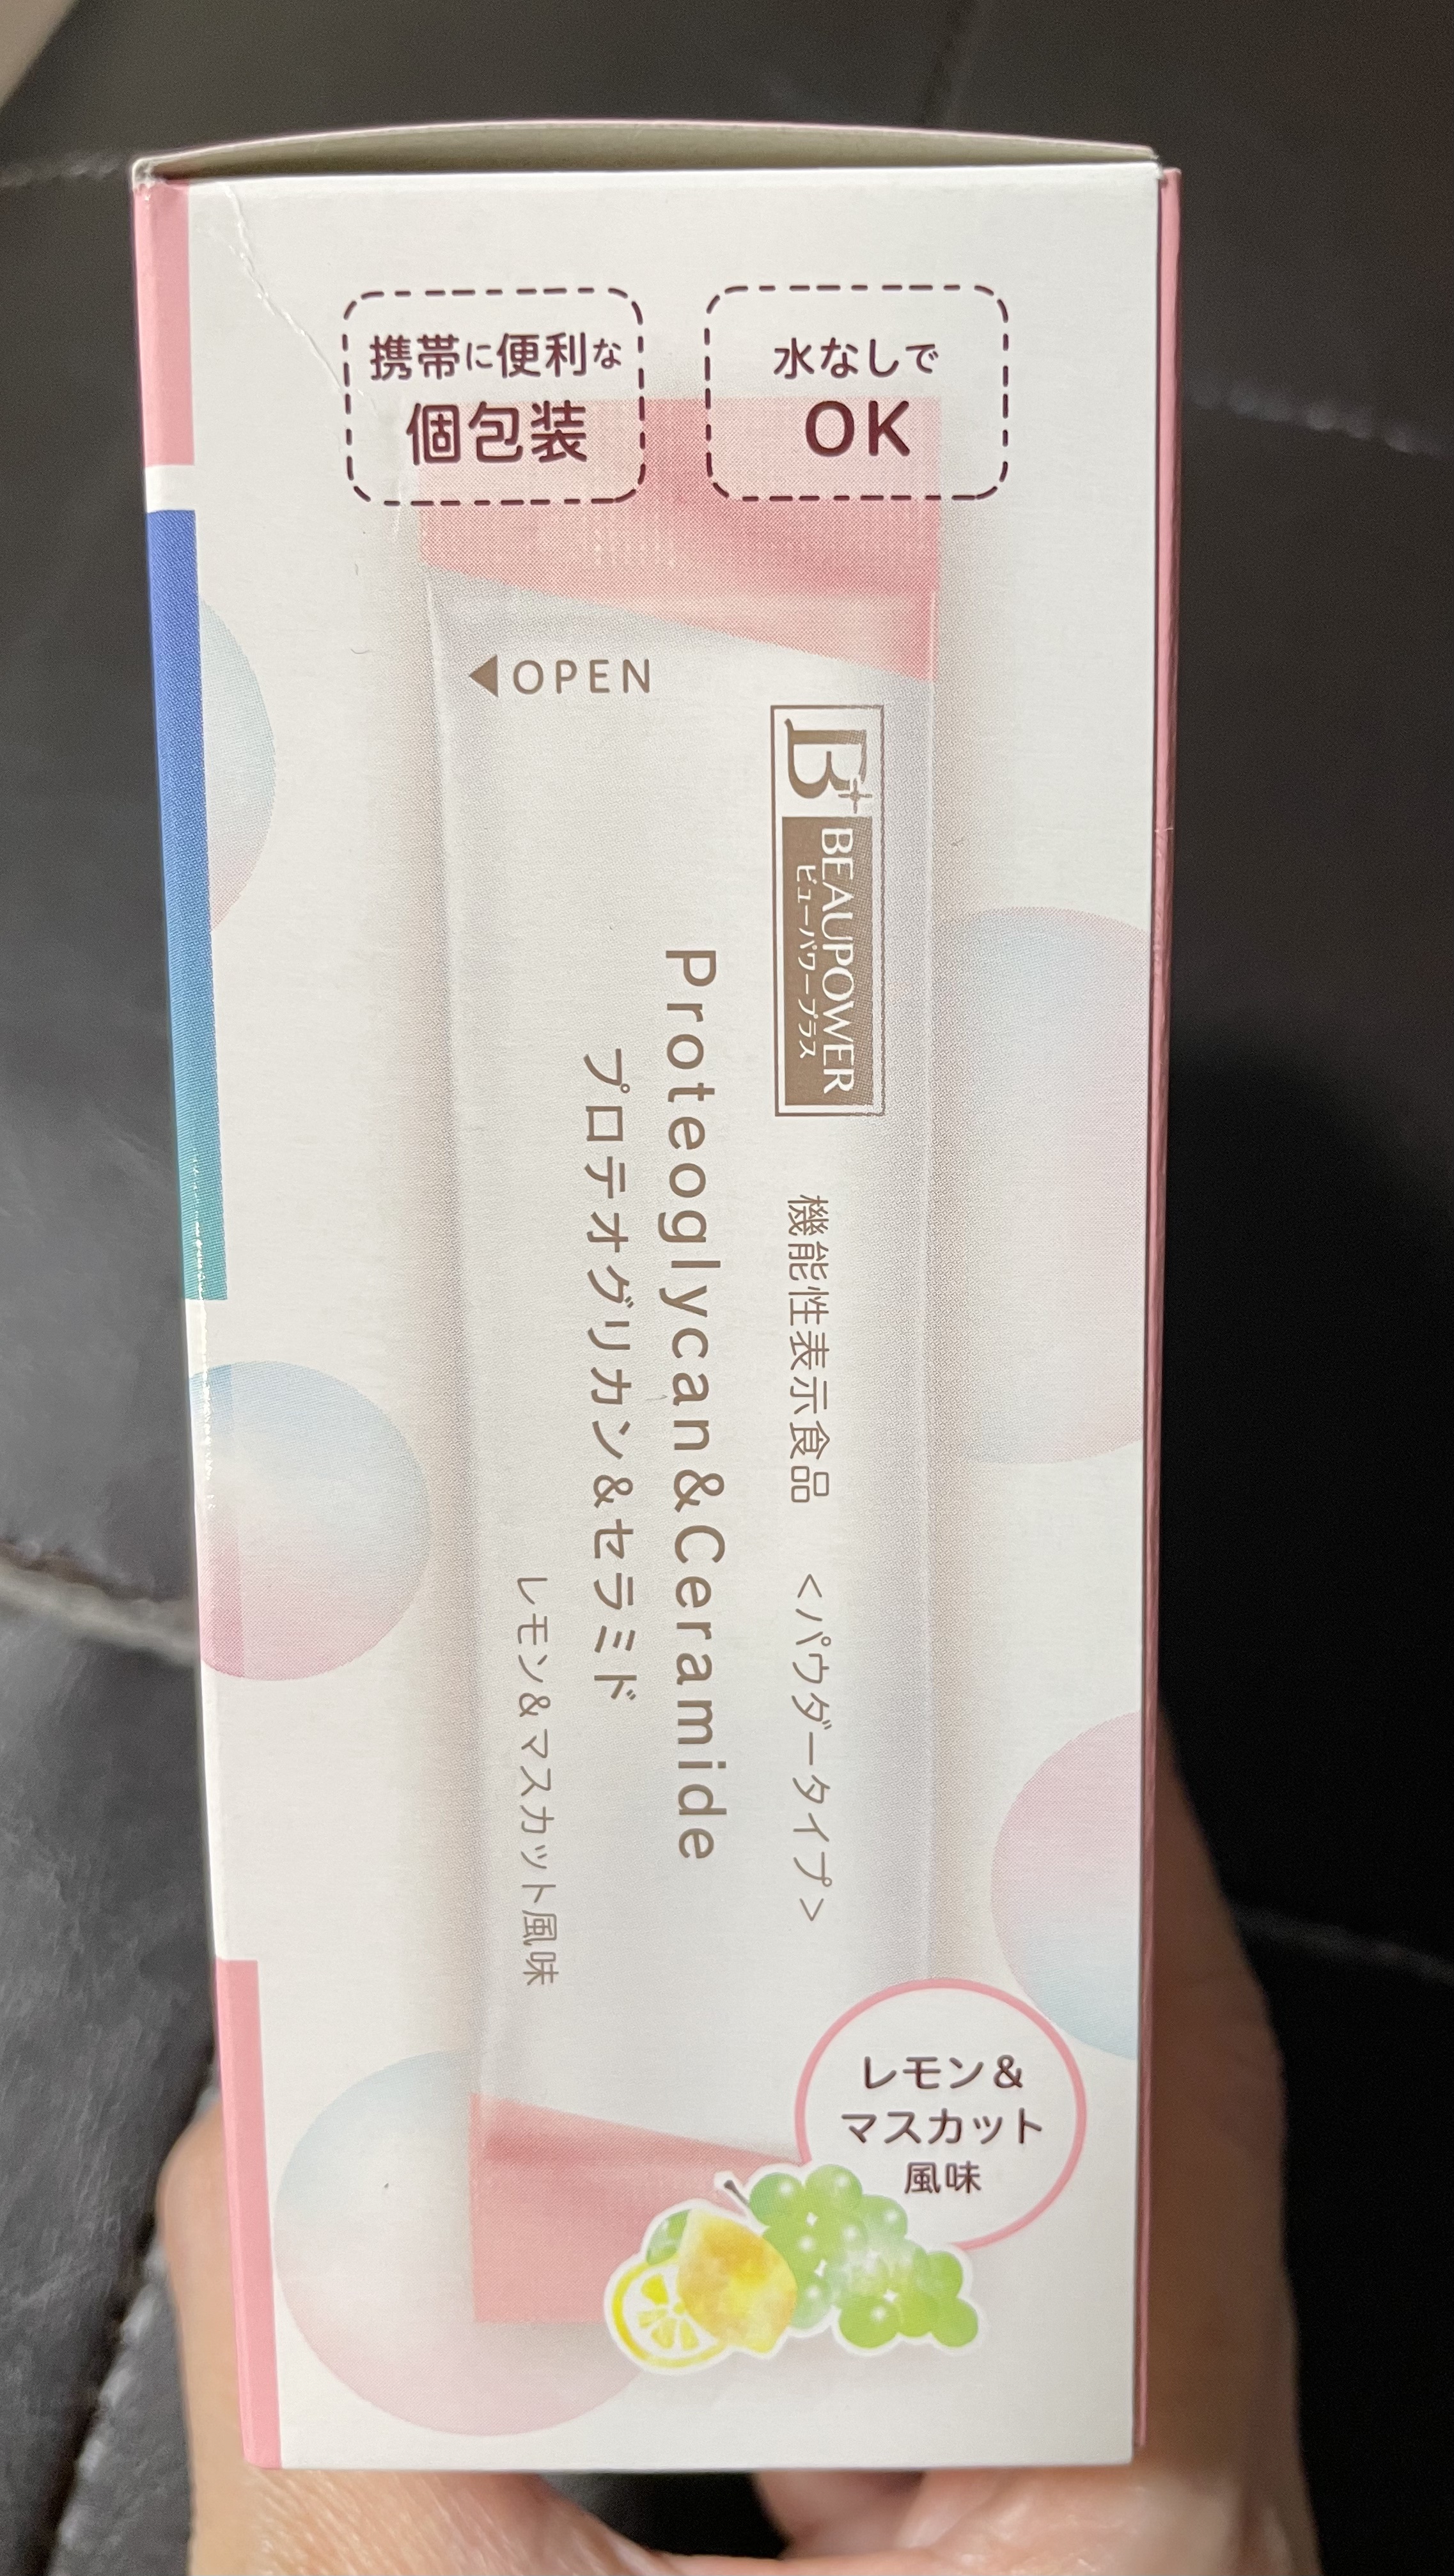 携帯に便利な
個包装
水なしで
OK
OPEN
B+
BEAUPOWER
ビューパワープラス
機能性表示食品 <パウダータイプ>
Proteoglycan&Ceramide
プロテオグリカン&セラミド
レモン&マスカット風味
レモン&
マスカット
風味